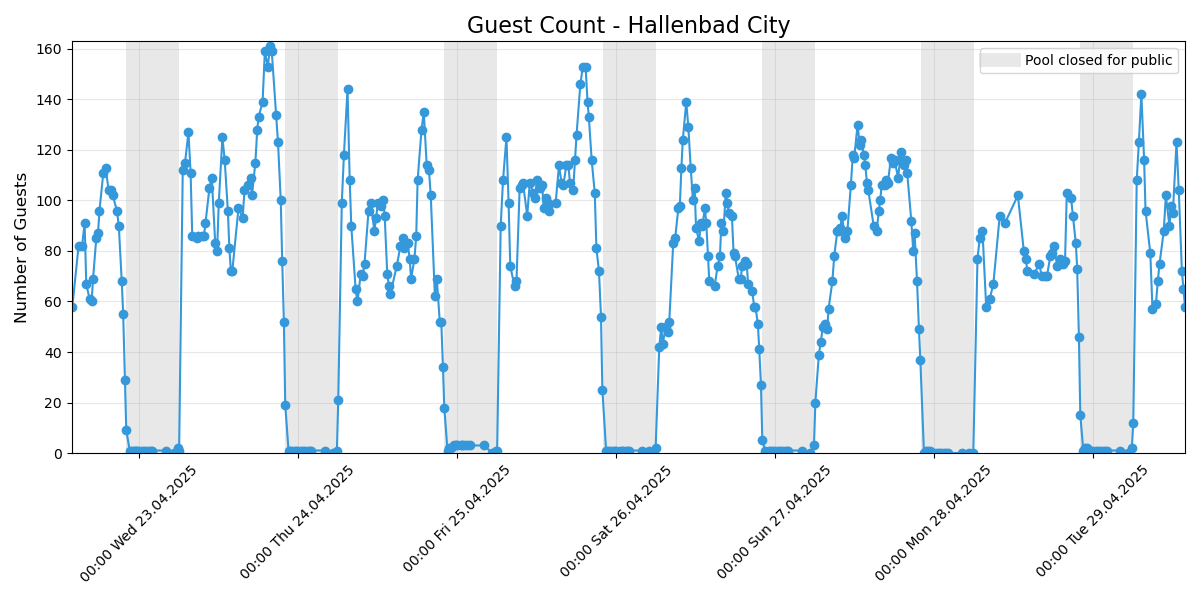 Guest Count - Hallenbad City
Pool closed for public
Number of Guests
160
140
120
100
80
60
40
20
0
00:00 Wed 23.04.2025
00:00 Thu 24.04.2025
00:00 Fri 25.04.2025
00:00 Sat 26.04.2025
00:00 Sun 27.04.2025
00:00 Mon 28.04.2025
00:00 Tue 29.04.2025